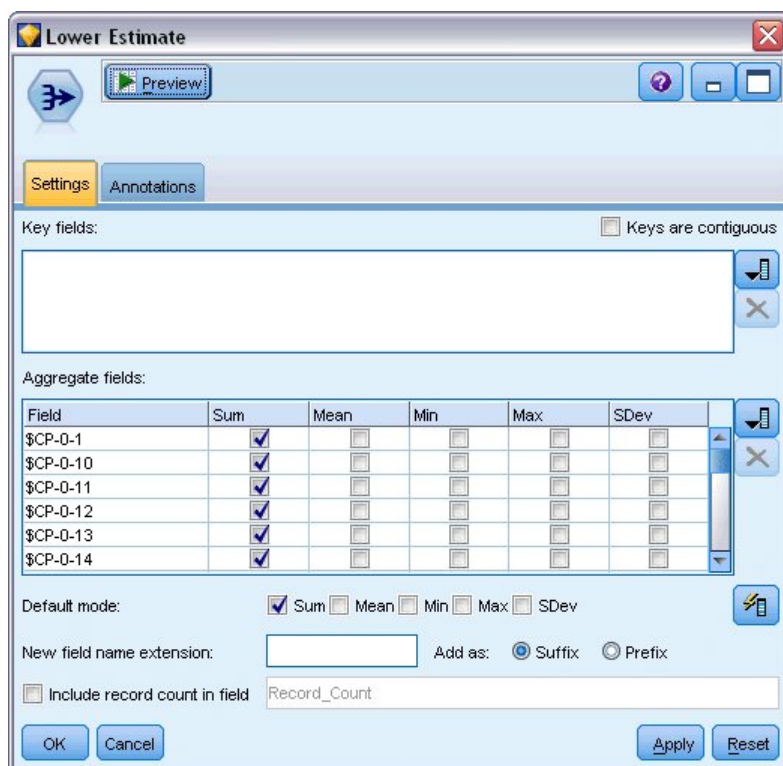 Lower Estimate
Preview
Settings Annotations
Key fields: Keys are contiguous
Aggregate fields:
Field Sum Mean Min Max SDev
$CP-0-1
$CP-0-10
$CP-0-11
$CP-0-12
$CP-0-13
$CP-0-14
Default mode: Sum Mean Min Max SDev
New field name extension: Add as: Suffix Prefix
Include record count in field Record_Count
OK Cancel Apply Reset